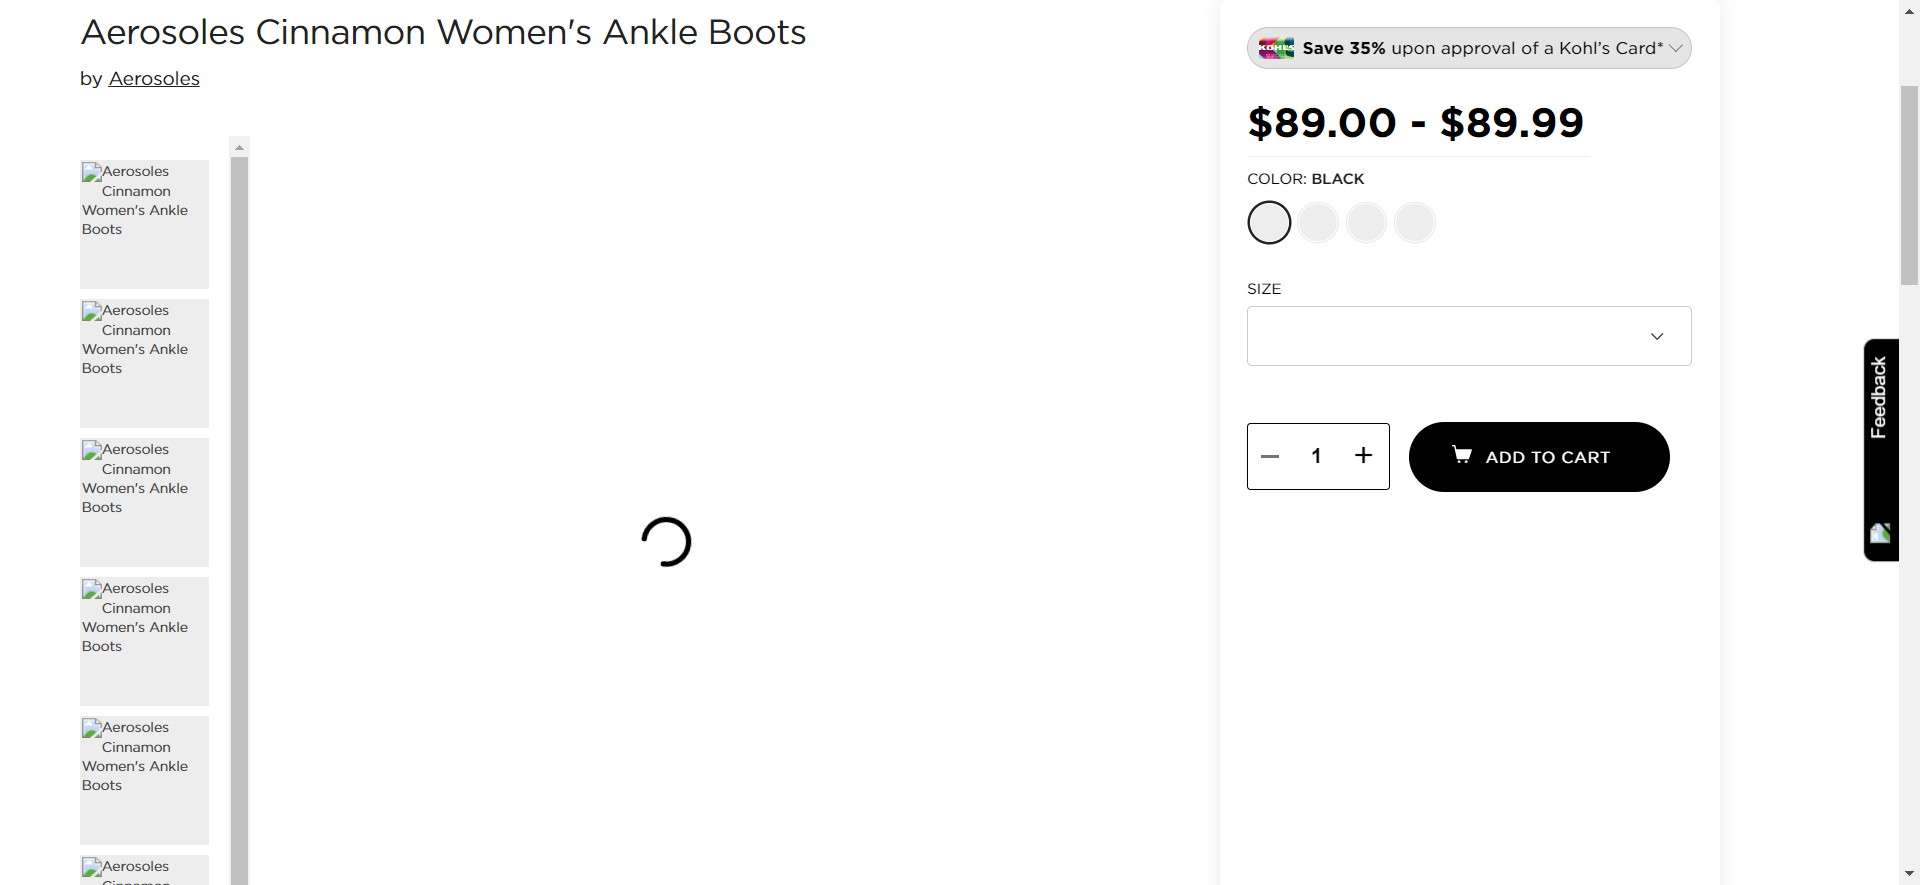 Aerosoles Cinnamon Women's Ankle Boots
by Aerosoles
Aerosoles
Cinnamon
Women's Ankle
Boots
Aerosoles
Cinnamon
Women's Ankle
Boots
Aerosoles
Cinnamon
Women's Ankle
Boots
Aerosoles
Cinnamon
Women's Ankle
Boots
Aerosoles
Cinnamon
Women's Ankle
Boots
Aerosoles
Cinnamon
KOHL'S Save 35% upon approval of a Kohl’s Card*
$89.00 - $89.99
COLOR: BLACK
SIZE
1
ADD TO CART
Feedback